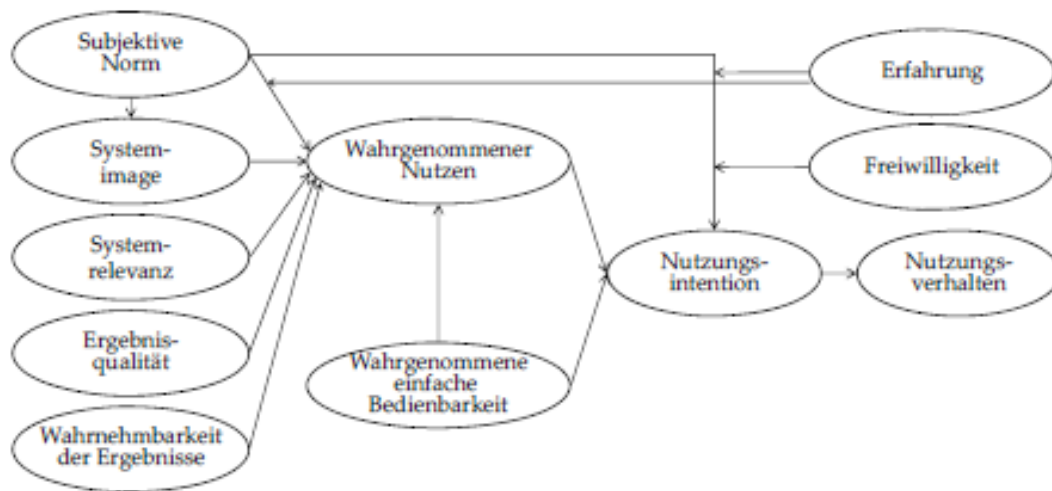 Subjektive
Norm
Erfahrung
System-
image
Wahrgenommener
Nutzen
Freiwilligkeit
System-
relevanz
Nutzungs-
intention
Nutzungs-
verhalten
Ergebnis-
qualität
Wahrgenommene
einfache
Bedienbarkeit
Wahrnehmbarkeit
der Ergebnisse